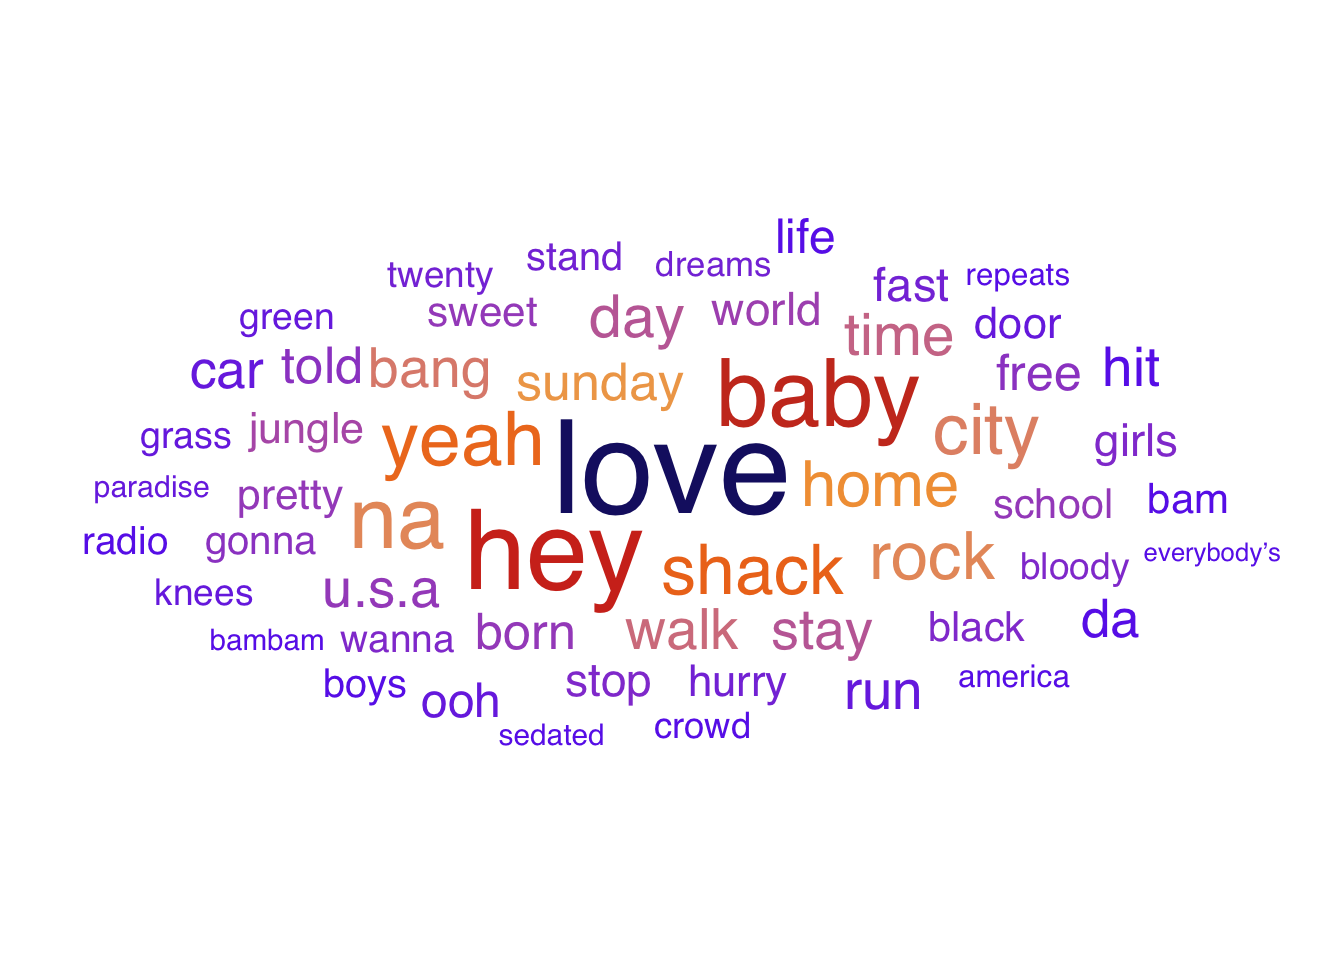 life
stand
dreams
twenty
fast
repeats
sweet
day
world
green
time
door
car
told
bang
sunday
baby
free
hit
grass
jungle
yeah
love
city
girls
paradise
pretty
na
home
school
bam
radio
gonna
hey
shack
rock
bloody
everybody’s
knees
u.s.a
bambam
wanna
born
walk
stay
black
da
boys
ooh
stop
hurry
run
america
sedated
crowd